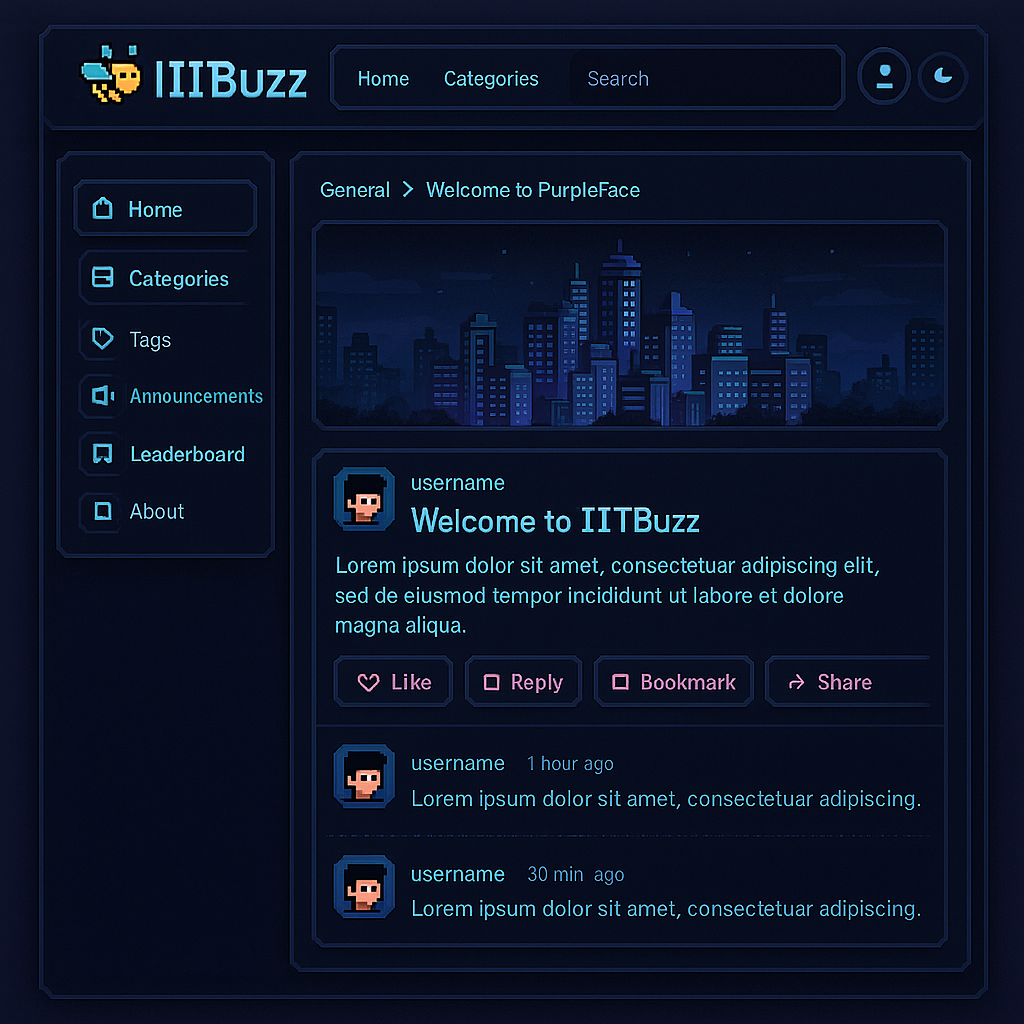 IIIBuzz
Home Categories Search
Home
Categories
Tags
Announcements
Leaderboard
About
General > Welcome to PurpleFace
username
Welcome to IITBuzz
Lorem ipsum dolor sit amet, consectetuar adipiscing elit,
sed de eiusmod tempor incididunt ut labore et dolore
magna aliqua.
Like Reply Bookmark Share
username 1 hour ago
Lorem ipsum dolor sit amet, consectetuar adipiscing.
username 30 min ago
Lorem ipsum dolor sit amet, consectetuar adipiscing.